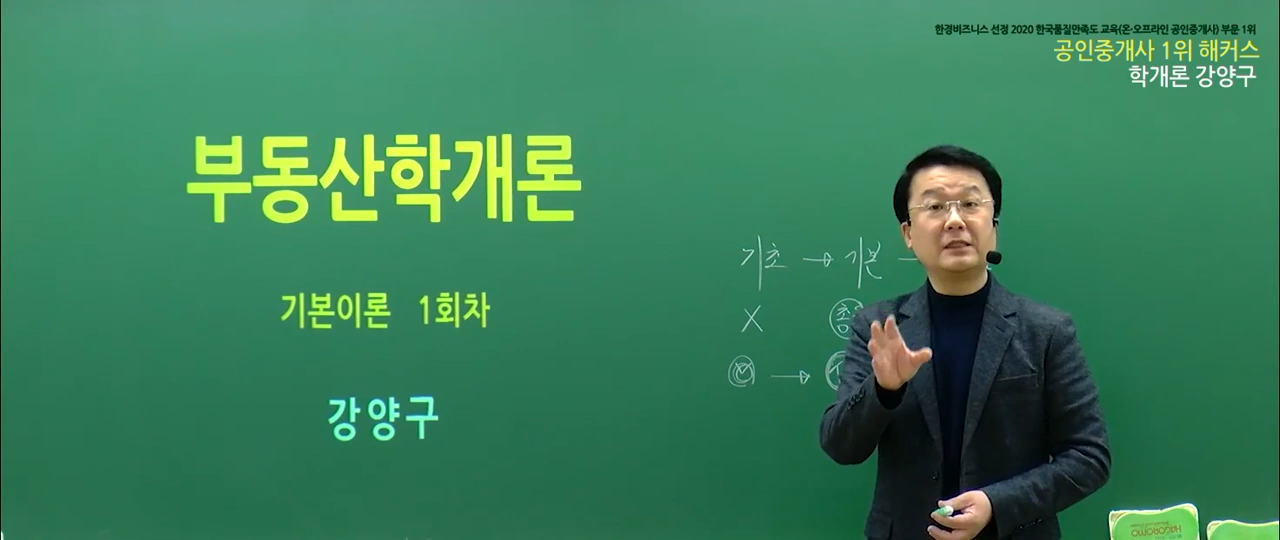 한경비즈니스 선정 2020 한국품질만족도 교육(온·오프라인 공인중개사) 부문 1위
공인중개사 1위 해커스
학개론 강양구
부동산학개론
기본이론 1회차
강양구
기초 → 기본 →
X
→
HAGOROMO